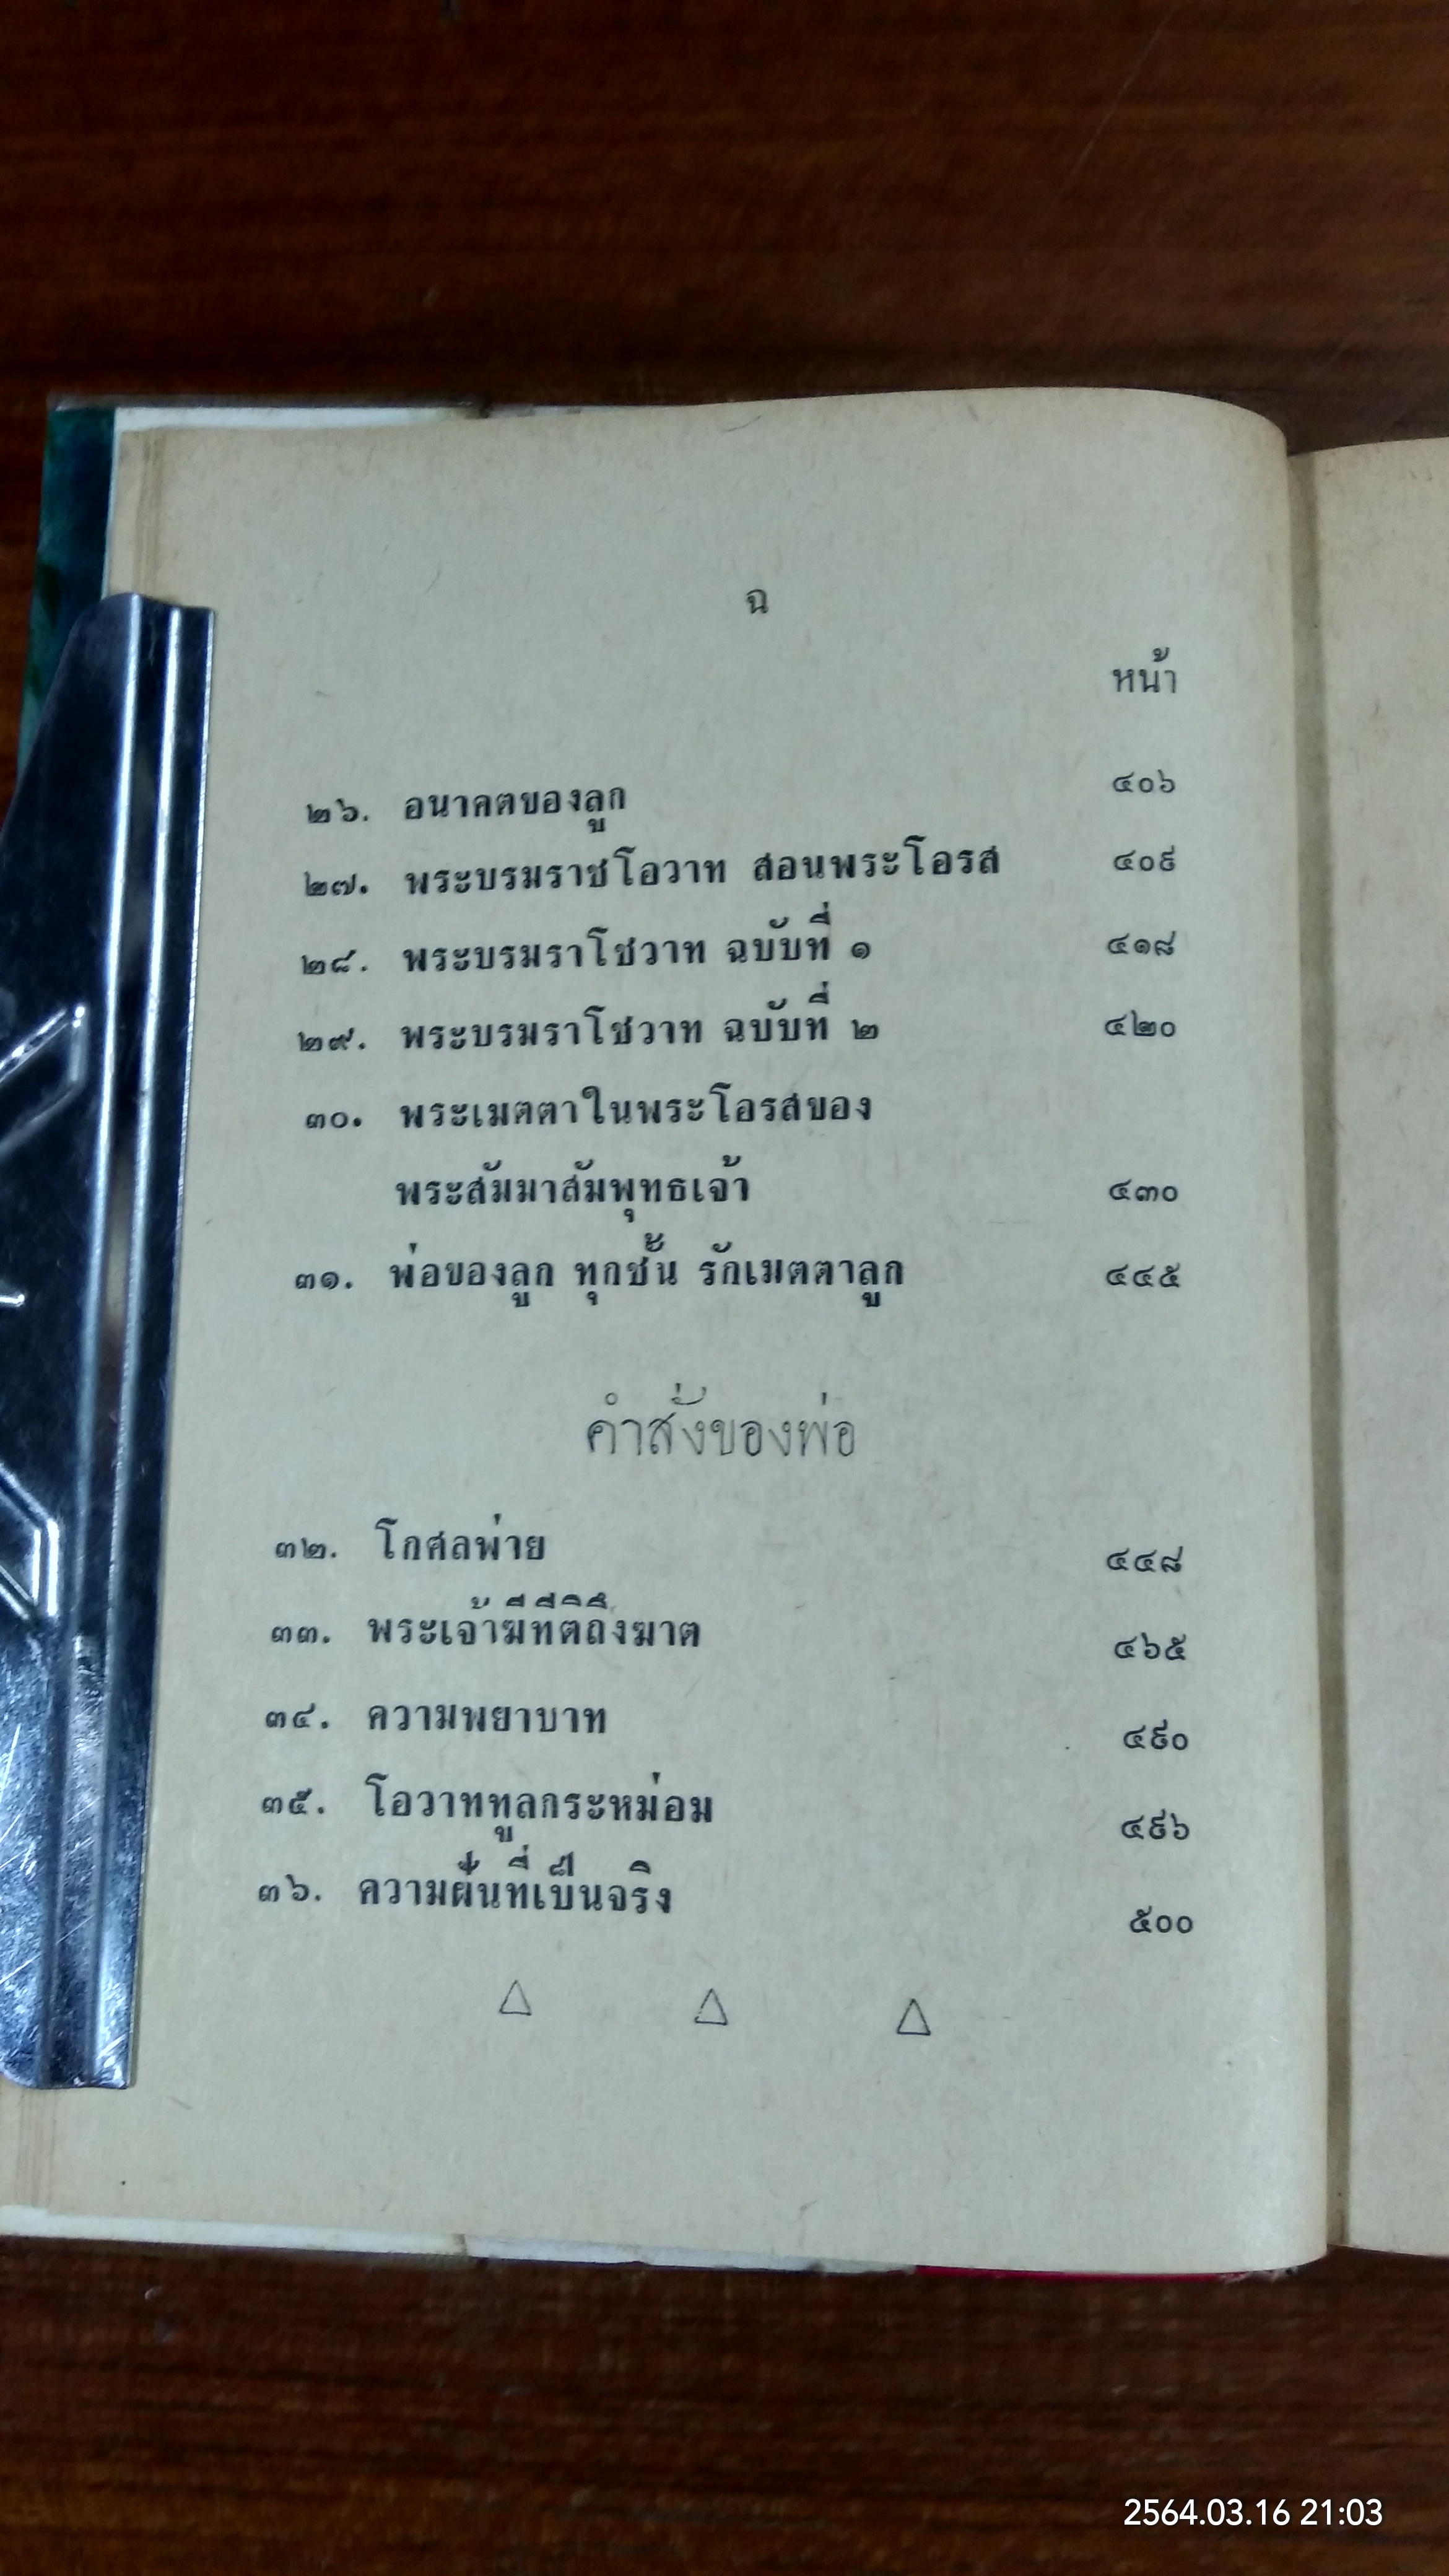 ฉ
หน้า
๒๖. อนาคตของลูก ๔๐๖
๒๗. พระบรมราชโอวาท สอนพระโอรส ๔๐๙
๒๘. พระบรมราโชวาท ฉบับที่ ๑ ๔๑๘
๒๙. พระบรมราโชวาท ฉบับที่ ๒ ๔๒๐
๓๐. พระเมตตาในพระโอรสของ
พระสัมมาสัมพุทธเจ้า ๔๓๐
๓๑. พ่อของลูก ทุกชั้น รักเมตตาลูก ๔๔๕
คำสั่งของพ่อ
๓๒. โกศลพ่าย ๔๔๘
๓๓. พระเจ้าฆีทีติถึงฆาต ๔๖๕
๓๔. ความพยาบาท ๔๙๐
๓๕. โอวาททูลกระหม่อม ๔๙๖
๓๖. ความฝันที่เป็นจริง ๕๐๐
△ △ △
2564.03.16 21:03